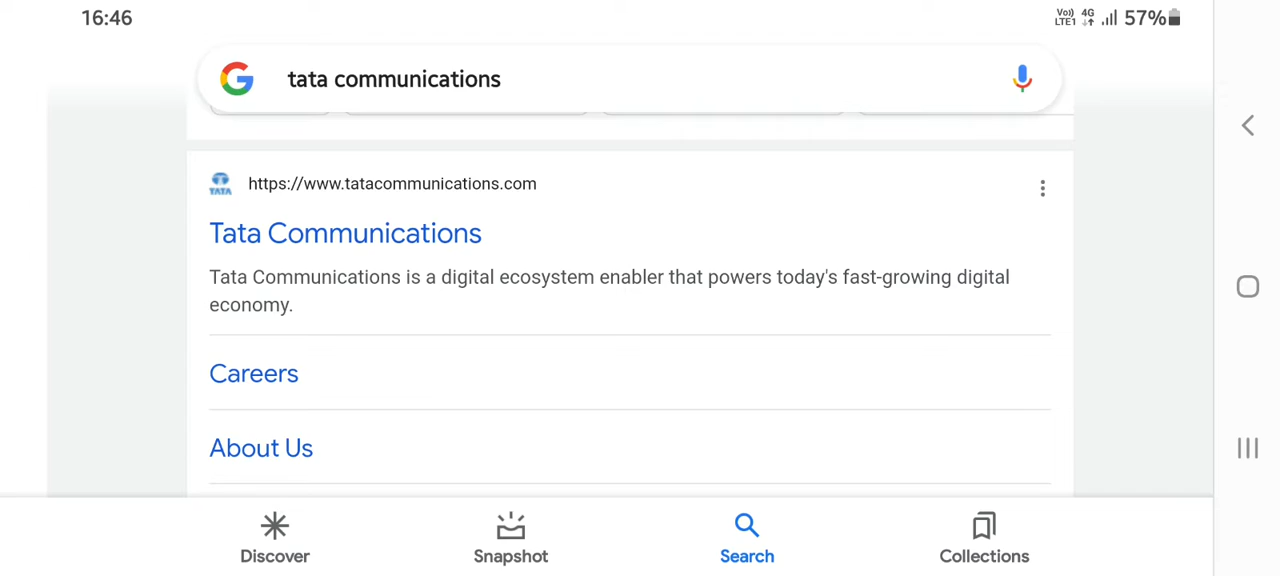 16:46
Vo)) LTE1 4G 57%
tata communications
TATA
https://www.tatacommunications.com
Tata Communications
Tata Communications is a digital ecosystem enabler that powers today's fast-growing digital
economy.
Careers
About Us
Discover Snapshot Search Collections